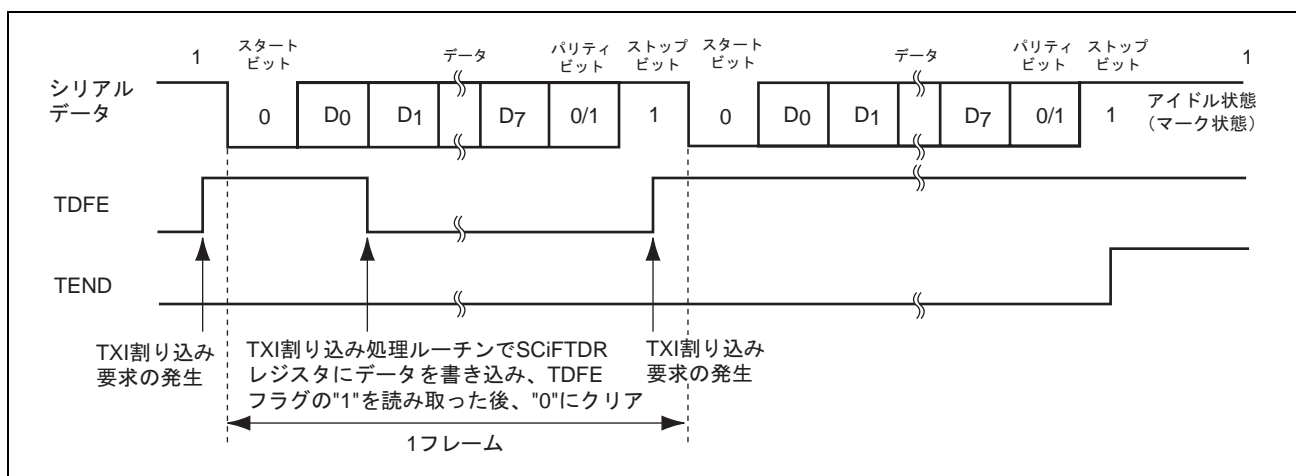 1 スタート ビット データ パリティ ビット ストップ ビット スタート ビット データ パリティ ビット ストップ ビット 1
シリアル
データ
0 D0 D1 D7 0/1 1 0 D0 D1 D7 0/1 1
アイドル状態
（マーク状態）
TDFE
TEND
TXI割り込み
要求の発生
TXI割り込み処理ルーチンでSCiFTDR
レジスタにデータを書き込み、TDFE
フラグの"1"を読み取った後、"0"にクリア
TXI割り込み
要求の発生
1フレーム